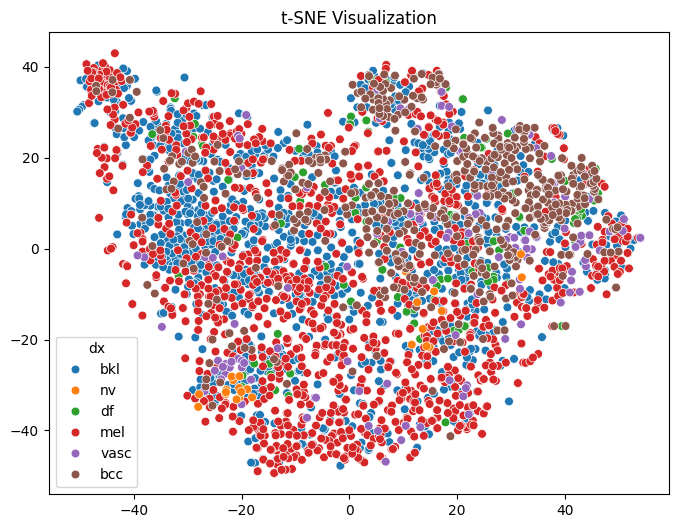 t-SNE Visualization
40
20
0
−20
−40
dx
bkl
nv
df
mel
vasc
bcc
−40
−20
0
20
40